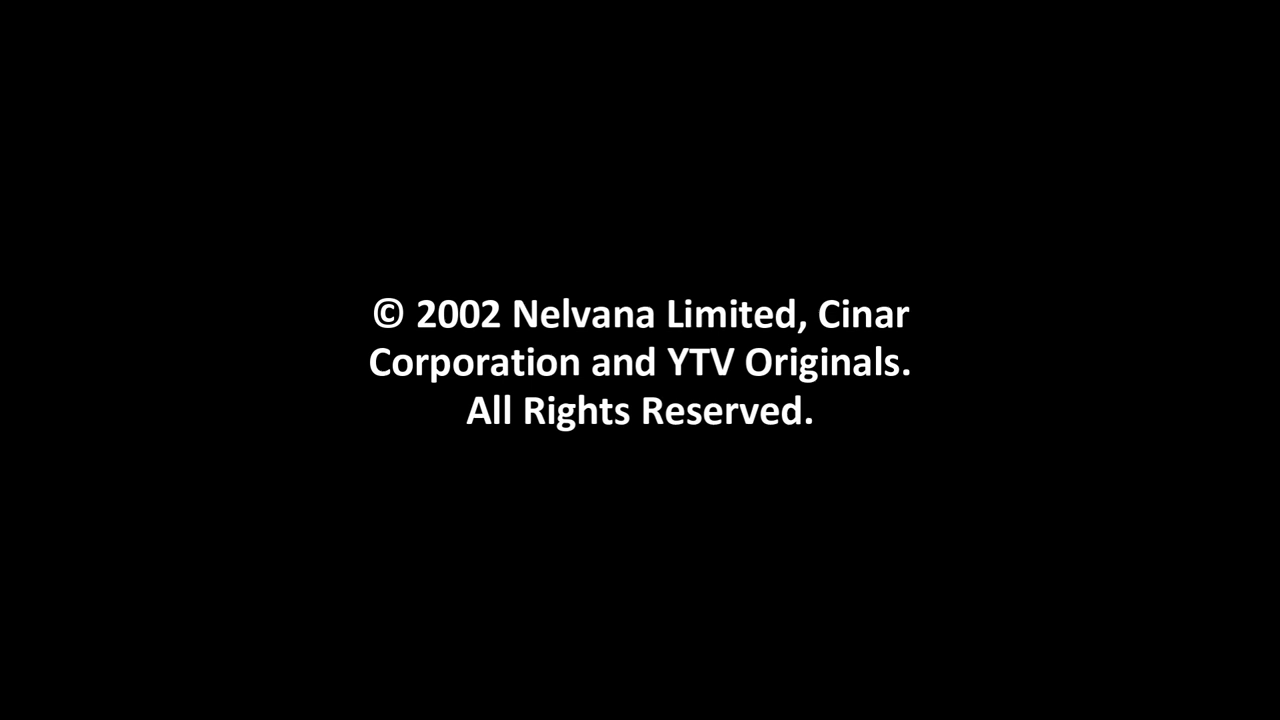 © 2002 Nelvana Limited, Cinar
Corporation and YTV Originals.
All Rights Reserved.